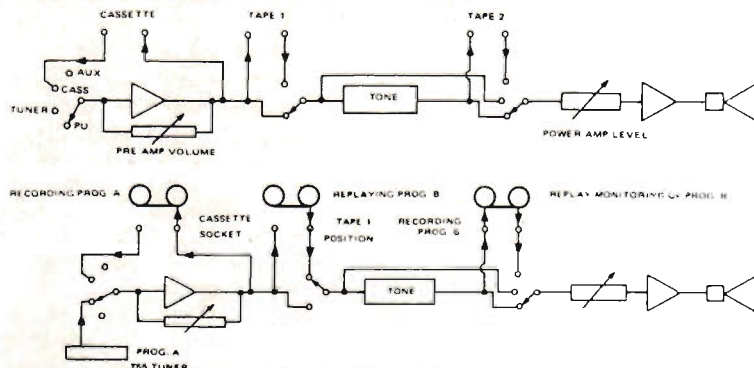 CASSETTE
TAPE 1
TAPE 2
AUX
CASS
TUNER
PU
TONE
PRE AMP VOLUME
POWER AMP LEVEL
RECORDING PROG. A
REPLAYING PROG. B
REPLAY MONITORING OF PROG. B
CASSETTE
SOCKET
TAPE 1
POSITION
RECORDING
PROG. B
TONE
PROG. A
TUNER